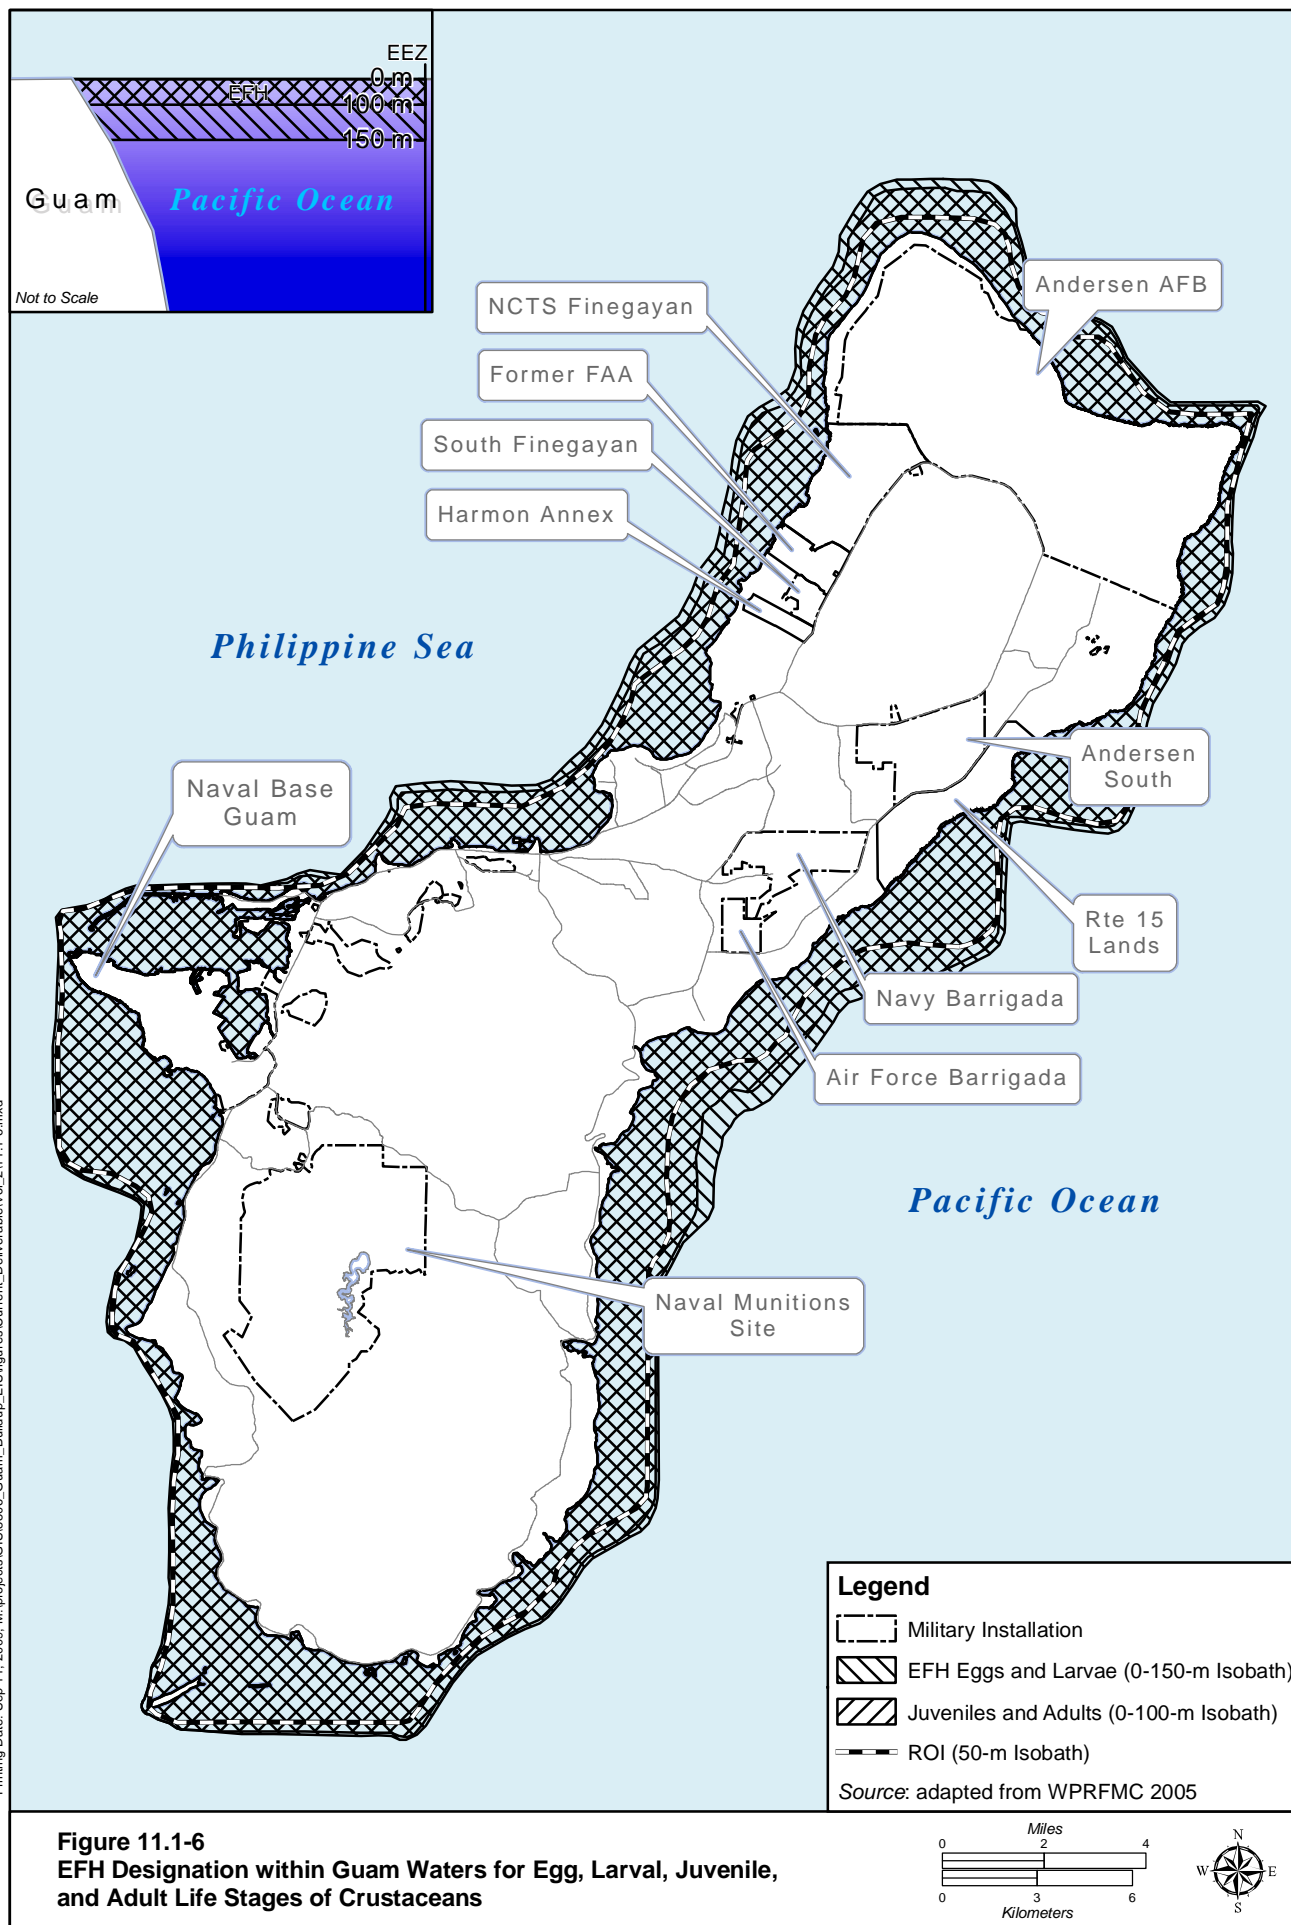 EEZ
0 m
EFH
100 m
150 m
Guam
Pacific Ocean
Not to Scale
Andersen AFB
NCTS Finegayan
Former FAA
South Finegayan
Harmon Annex
Philippine Sea
Andersen
South
Naval Base
Guam
Rte 15
Lands
Navy Barrigada
Air Force Barrigada
Pacific Ocean
Naval Munitions
Site
Legend
Military Installation
EFH Eggs and Larvae (0-150-m Isobath)
Juveniles and Adults (0-100-m Isobath)
ROI (50-m Isobath)
Source: adapted from WPRFMC 2005
Figure 11.1-6
EFH Designation within Guam Waters for Egg, Larval, Juvenile,
and Adult Life Stages of Crustaceans
Miles
0 2 4
0 3 6
Kilometers
N
W E
S